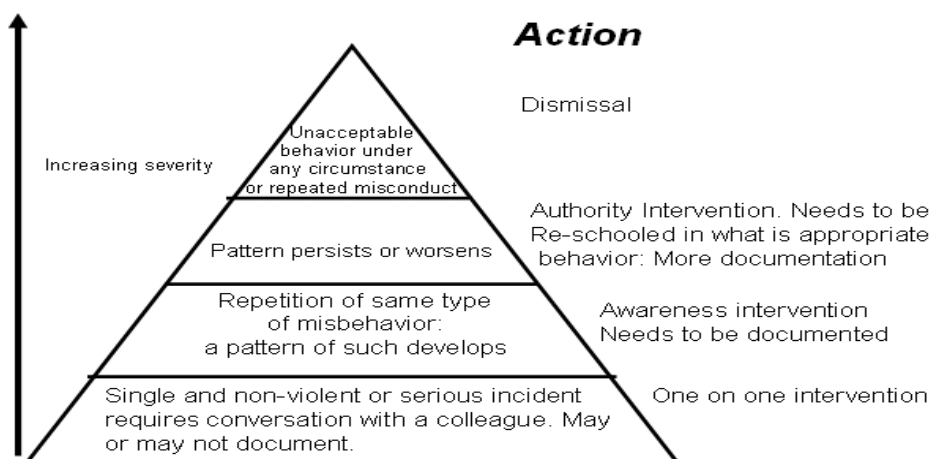 Action
Dismissal
Unacceptable
behavior under
any circumstance
or repeated misconduct
Increasing severity
Authority Intervention. Needs to be
Re-schooled in what is appropriate
behavior: More documentation
Pattern persists or worsens
Repetition of same type
of misbehavior:
a pattern of such develops
Awareness intervention
Needs to be documented
Single and non-violent or serious incident
requires conversation with a colleague. May
or may not document.
One on one intervention